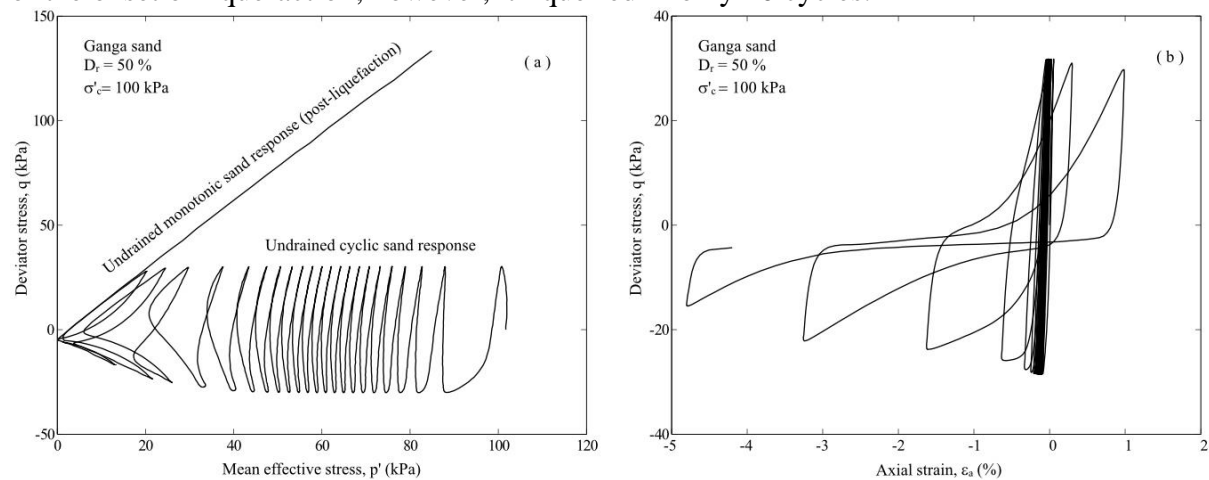 Ganga sand
Dr = 50 %
σ'c= 100 kPa
( a )
Undrained monotonic sand response (post-liquefaction)
Undrained cyclic sand response
Deviator stress, q (kPa)
150
100
50
0
-50
0 20 40 60 80 100 120
Mean effective stress, p' (kPa)
Ganga sand
Dr = 50 %
σ'c= 100 kPa
( b )
Deviator stress, q (kPa)
40
20
0
-20
-40
-5 -4 -3 -2 -1 0 1 2
Axial strain, εa (%)